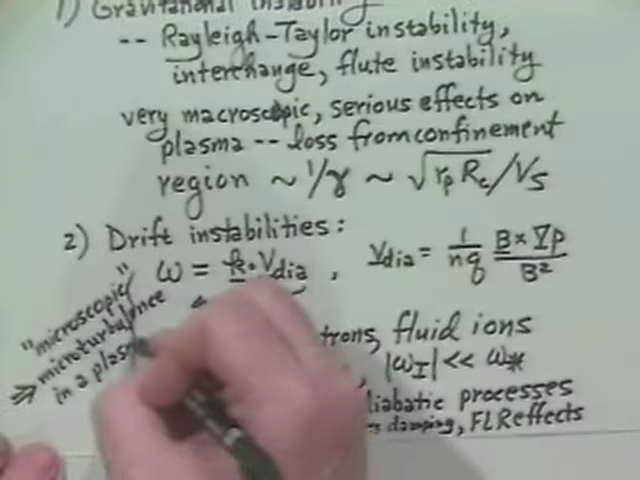 1) Gravitational instability
-- Rayleigh-Taylor instability,
interchange, flute instability
very macroscopic, serious effects on
plasma -- loss from confinement
region ~ 1/γ ~ √r_p R_c / V_S
2) Drift instabilities:
ω = k · V_dia , V_dia = 1/nq B × ∇p/B²
"microscopic"
⇒ microturbulence
in a plas
trons, fluid ions
, |ω_I| << ω_*
diabatic processes
damping, FLR effects